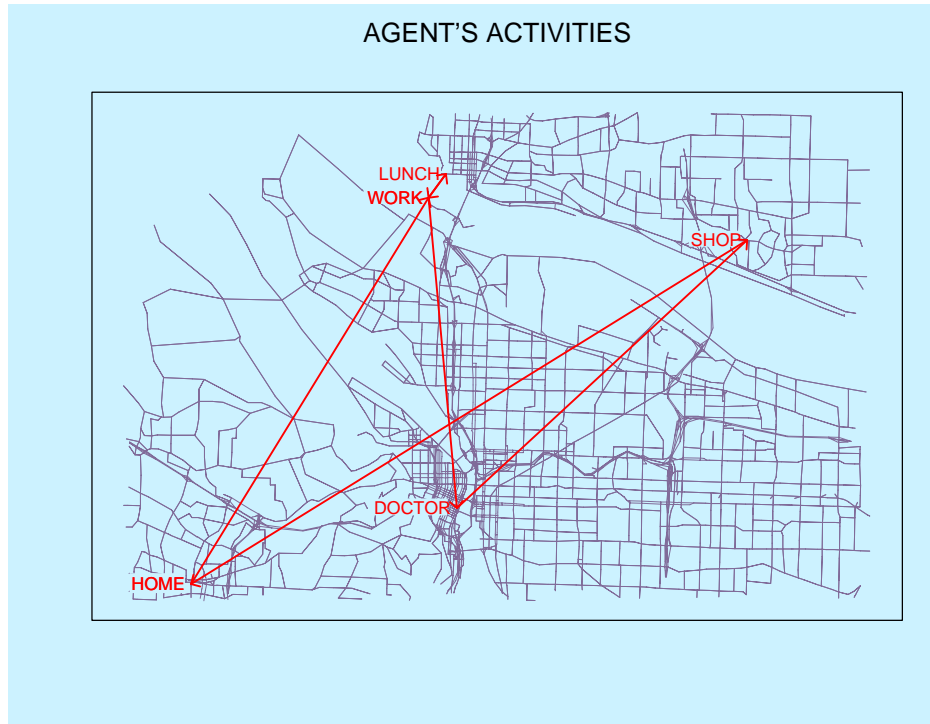 AGENT'S ACTIVITIES
LUNCH
WORK
SHOP
DOCTOR
HOME